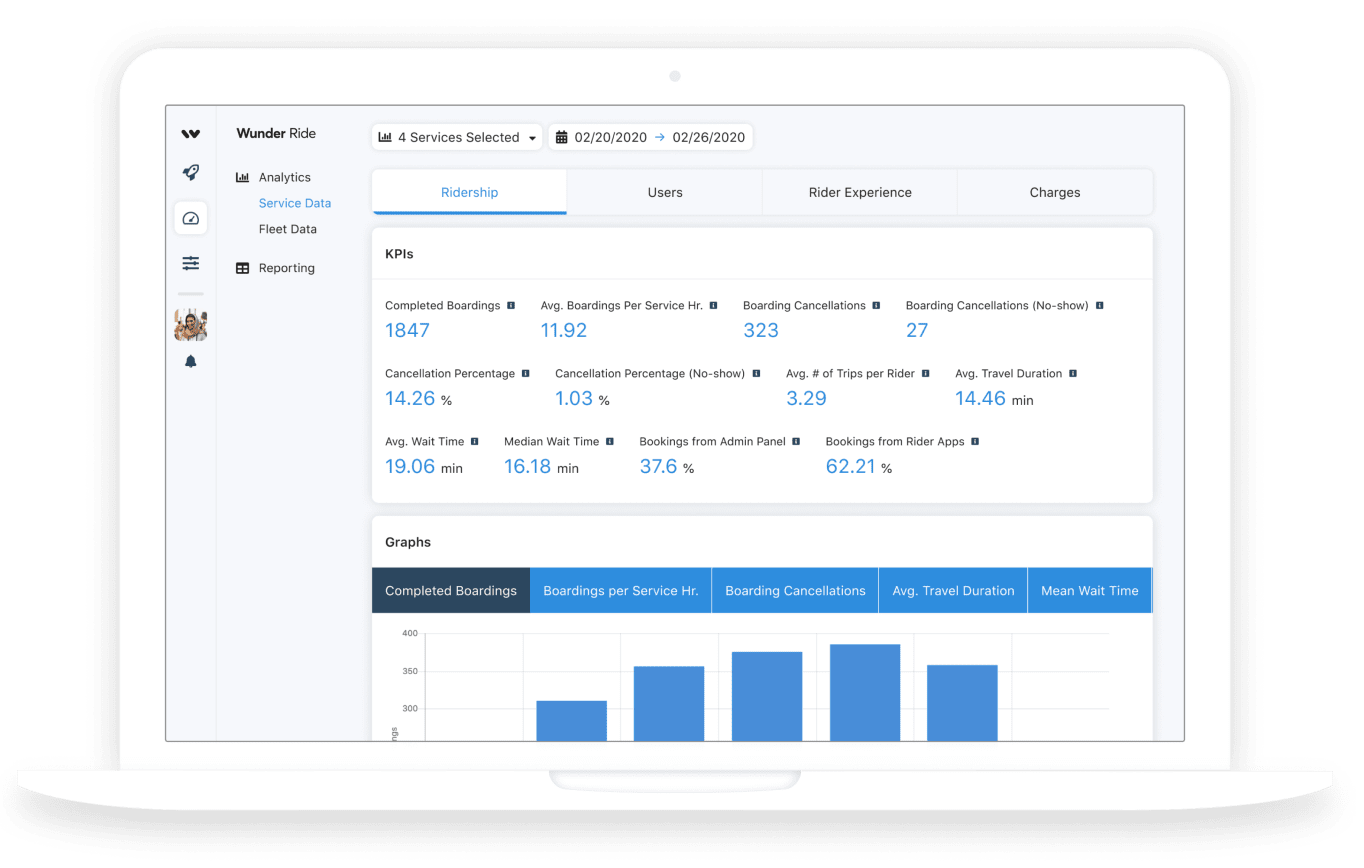 Wunder Ride
4 Services Selected
02/20/2020 → 02/26/2020
Analytics
Service Data
Fleet Data
Reporting
Ridership
Users
Rider Experience
Charges
KPIs
Completed Boardings
Avg. Boardings Per Service Hr.
Boarding Cancellations
Boarding Cancellations (No-show)
1847
11.92
323
27
Cancellation Percentage
Cancellation Percentage (No-show)
Avg. # of Trips per Rider
Avg. Travel Duration
14.26 %
1.03 %
3.29
14.46 min
Avg. Wait Time
Median Wait Time
Bookings from Admin Panel
Bookings from Rider Apps
19.06 min
16.18 min
37.6 %
62.21 %
Graphs
Completed Boardings
Boardings per Service Hr.
Boarding Cancellations
Avg. Travel Duration
Mean Wait Time
400
350
300
ngs